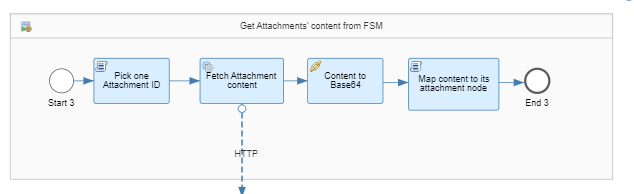 Get Attachments' content from FSM
Pick one
Attachment ID
Fetch Attachment
content
Content to
Base64
Map content to its
attachment node
Start 3
End 3
HTTP